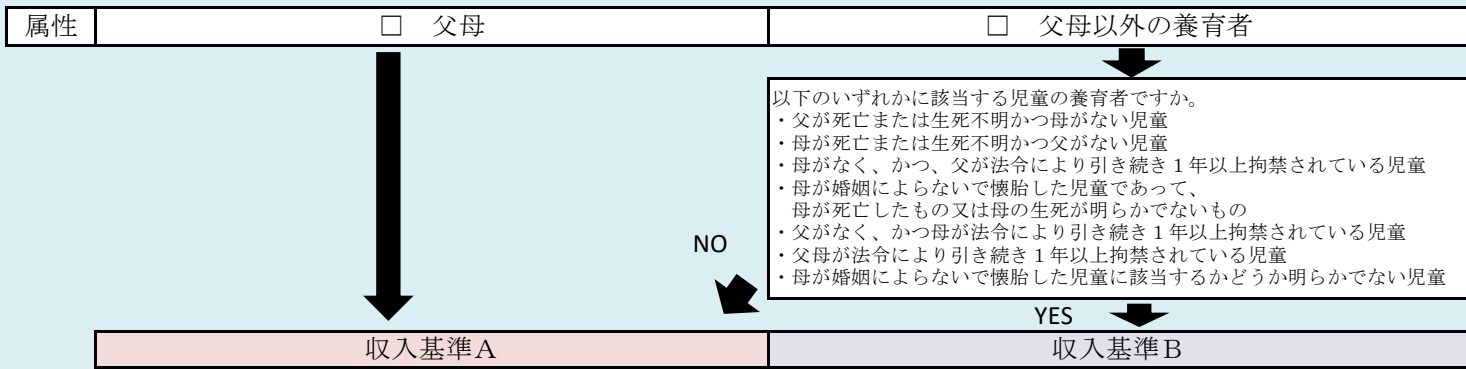 属性 □ 父母 □ 父母以外の養育者
以下のいずれかに該当する児童の養育者ですか。
・父が死亡または生死不明かつ母がない児童
・母が死亡または生死不明かつ父がない児童
・母がなく、かつ、父が法令により引き続き１年以上拘禁されている児童
・母が婚姻によらないで懐胎した児童であって、
母が死亡したもの又は母の生死が明らかでないもの
・父がなく、かつ母が法令により引き続き１年以上拘禁されている児童
・父母が法令により引き続き１年以上拘禁されている児童
・母が婚姻によらないで懐胎した児童に該当するかどうか明らかでない児童
NO
YES
収入基準A 収入基準B